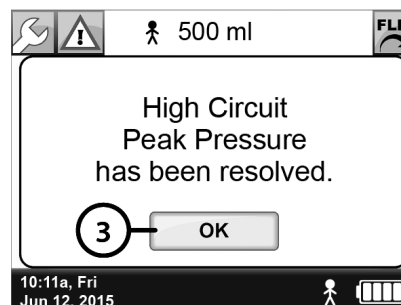 500 ml
High Circuit
Peak Pressure
has been resolved.
3
OK
10:11a, Fri
Jun 12, 2015